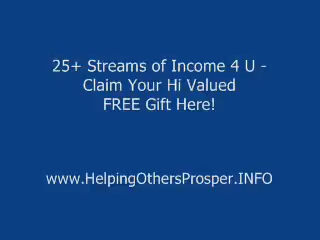 25+ Streams of Income 4 U -
Claim Your Hi Valued
FREE Gift Here!
www.HelpingOthersProsper.INFO